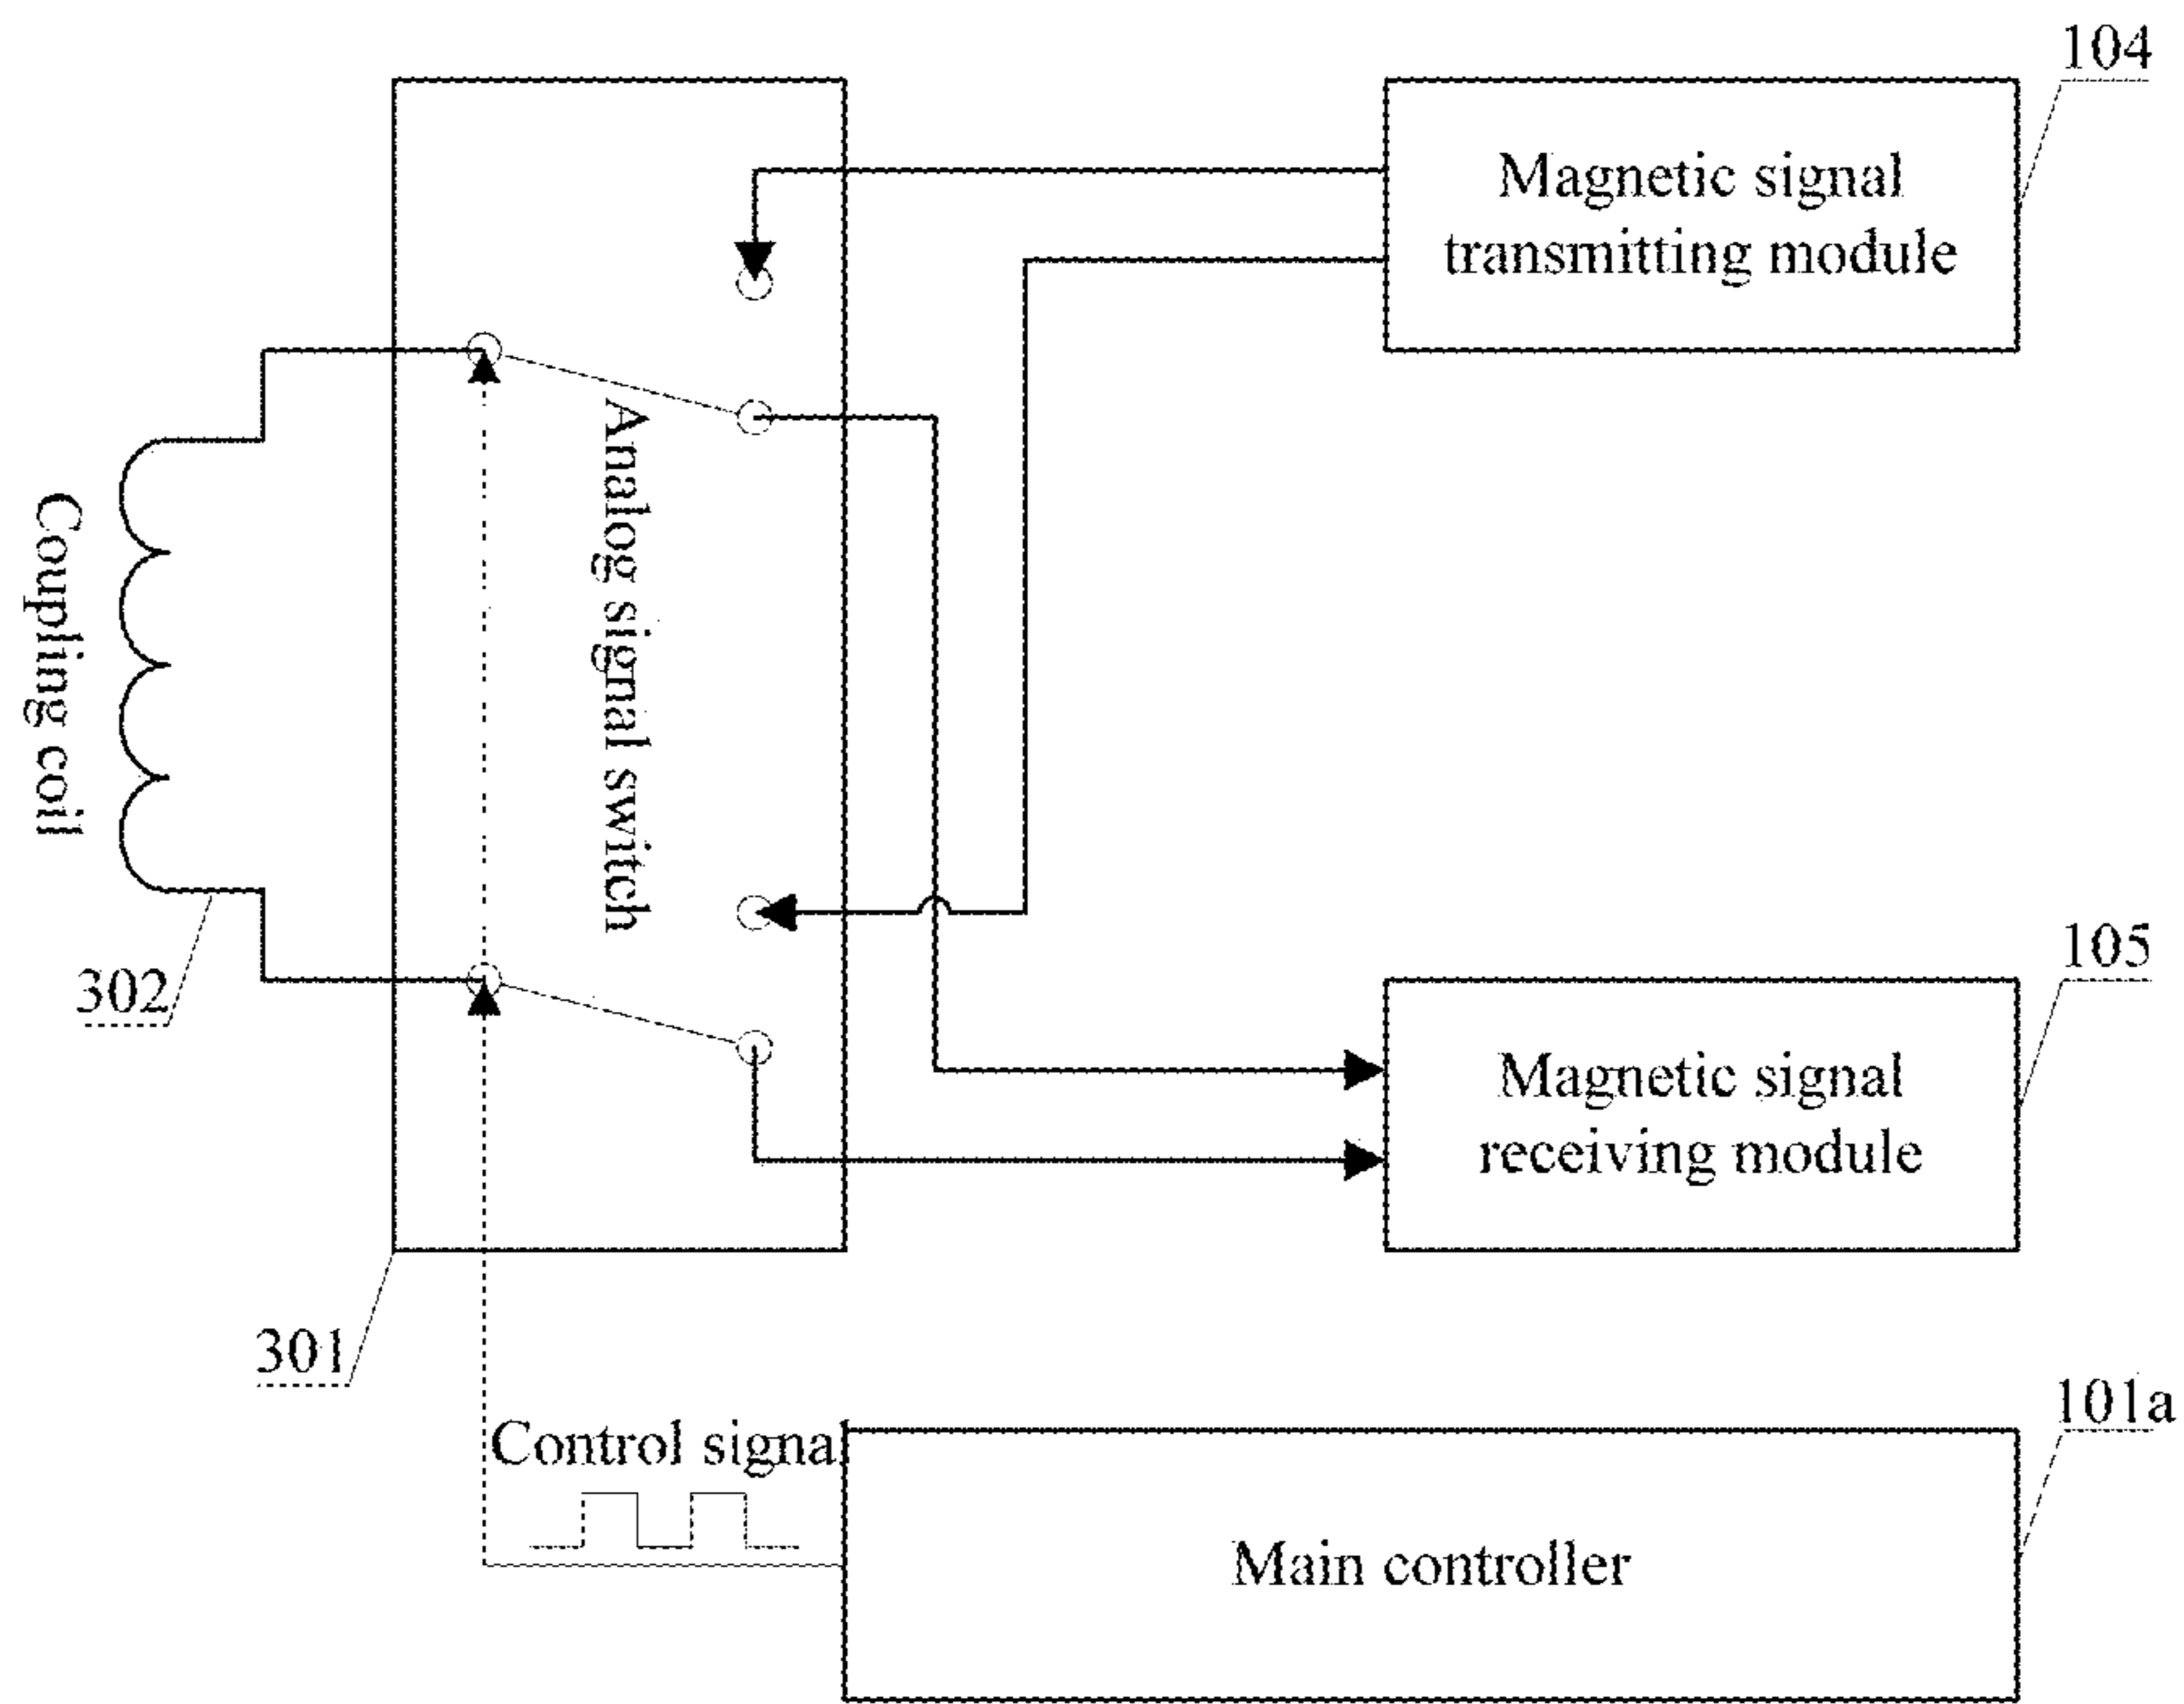 104
Magnetic signal
transmitting module
Analog signal switch
Coupling coil
302
105
Magnetic signal
receiving module
301
101a
Control signal
Main controller